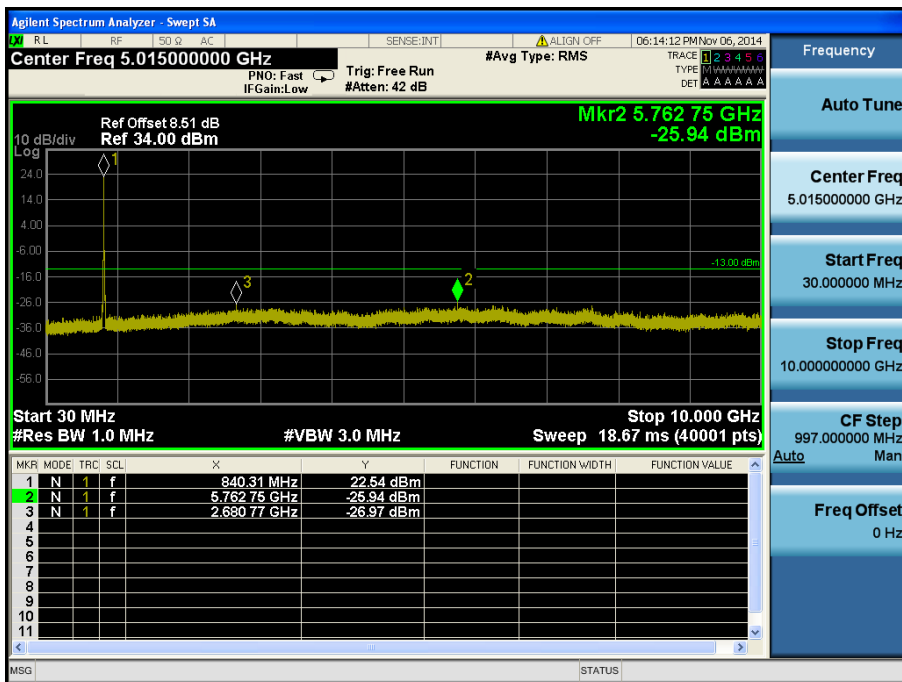 Agilent Spectrum Analyzer - Swept SA
LXI RL RF 50 Ω AC SENSE:INT ALIGN OFF 06:14:12 PM Nov 06, 2014
Center Freq 5.015000000 GHz
#Avg Type: RMS
TRACE 1 2 3 4 5 6
PNO: Fast
Trig: Free Run
TYPE M WWWWW
IFGain:Low
#Atten: 42 dB
DET A A A A A A
Mkr2 5.762 75 GHz
-25.94 dBm
Ref Offset 8.51 dB
10 dB/div
Ref 34.00 dBm
Log
1
24.0
14.0
4.00
-6.00
-13.00 dBm
-16.0
3
2
-26.0
-36.0
-46.0
-56.0
Start 30 MHz
Stop 10.000 GHz
#Res BW 1.0 MHz
#VBW 3.0 MHz
Sweep 18.67 ms (40001 pts)
MKR MODE TRC SCL X Y FUNCTION FUNCTION WIDTH FUNCTION VALUE
1 N 1 f 840.31 MHz 22.54 dBm
2 N 1 f 5.762 75 GHz -25.94 dBm
3 N 1 f 2.680 77 GHz -26.97 dBm
4
5
6
7
8
9
10
11
MSG
STATUS
Frequency
Auto Tune
Center Freq
5.015000000 GHz
Start Freq
30.000000 MHz
Stop Freq
10.000000000 GHz
CF Step
997.000000 MHz
Auto Man
Freq Offset
0 Hz